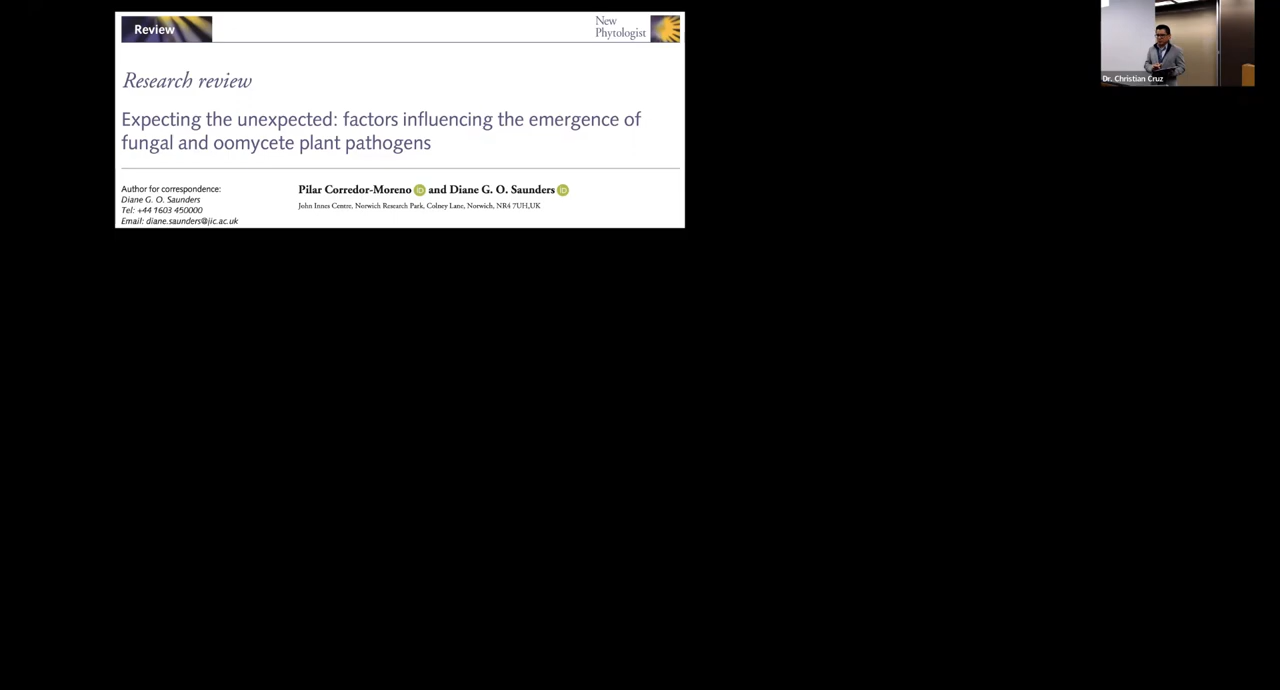 Review
New
Phytologist
Research review
Expecting the unexpected: factors influencing the emergence of
fungal and oomycete plant pathogens
Author for correspondence:
Diane G. O. Saunders
Tel: +44 1603 450000
Email: diane.saunders@jic.ac.uk
Pilar Corredor-Moreno iD and Diane G. O. Saunders iD
John Innes Centre, Norwich Research Park, Colney Lane, Norwich, NR4 7UH,UK
Dr. Christian Cruz